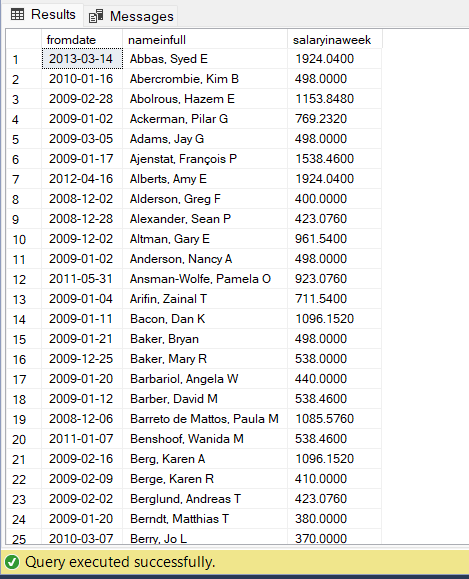 Results Messages
fromdate nameinfull salaryinaweek
1 2013-03-14 Abbas, Syed E 1924.0400
2 2010-01-16 Abercrombie, Kim B 498.0000
3 2009-02-28 Abolrous, Hazem E 1153.8480
4 2009-01-02 Ackerman, Pilar G 769.2320
5 2009-03-05 Adams, Jay G 498.0000
6 2009-01-17 Ajenstat, François P 1538.4600
7 2012-04-16 Alberts, Amy E 1924.0400
8 2008-12-02 Alderson, Greg F 400.0000
9 2008-12-28 Alexander, Sean P 423.0760
10 2009-12-02 Altman, Gary E 961.5400
11 2009-01-02 Anderson, Nancy A 498.0000
12 2011-05-31 Ansman-Wolfe, Pamela O 923.0760
13 2009-01-04 Arifin, Zainal T 711.5400
14 2009-01-11 Bacon, Dan K 1096.1520
15 2009-01-21 Baker, Bryan 498.0000
16 2009-12-25 Baker, Mary R 538.0000
17 2009-01-20 Barbariol, Angela W 440.0000
18 2009-01-12 Barber, David M 538.4600
19 2008-12-06 Barreto de Mattos, Paula M 1085.5760
20 2011-01-07 Benshoof, Wanida M 538.4600
21 2009-02-16 Berg, Karen A 1096.1520
22 2009-02-09 Berge, Karen R 410.0000
23 2009-02-02 Berglund, Andreas T 423.0760
24 2009-01-20 Berndt, Matthias T 380.0000
25 2010-03-07 Berry, Jo L 370.0000
Query executed successfully.